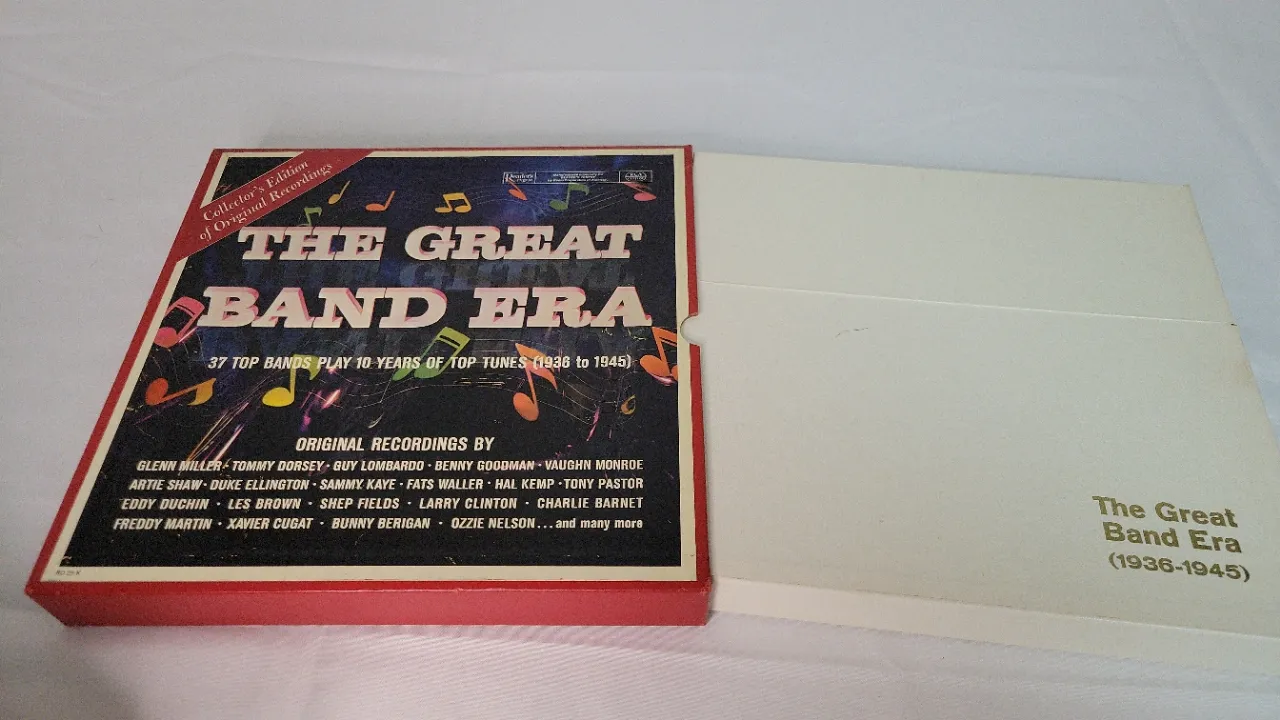 Collector's Edition
of Original Recordings
Reader's
Digest
RCA
THE GREAT
BAND ERA
37 TOP BANDS PLAY 10 YEARS OF TOP TUNES (1936 to 1945)
ORIGINAL RECORDINGS BY
GLENN MILLER · TOMMY DORSEY · GUY LOMBARDO · BENNY GOODMAN · VAUGHN MONROE
ARTIE SHAW · DUKE ELLINGTON · SAMMY KAYE · FATS WALLER · HAL KEMP · TONY PASTOR
EDDY DUCHIN · LES BROWN · SHEP FIELDS · LARRY CLINTON · CHARLIE BARNET
FREDDY MARTIN · XAVIER CUGAT · BUNNY BERIGAN · OZZIE NELSON...and many more
The Great
Band Era
(1936-1945)